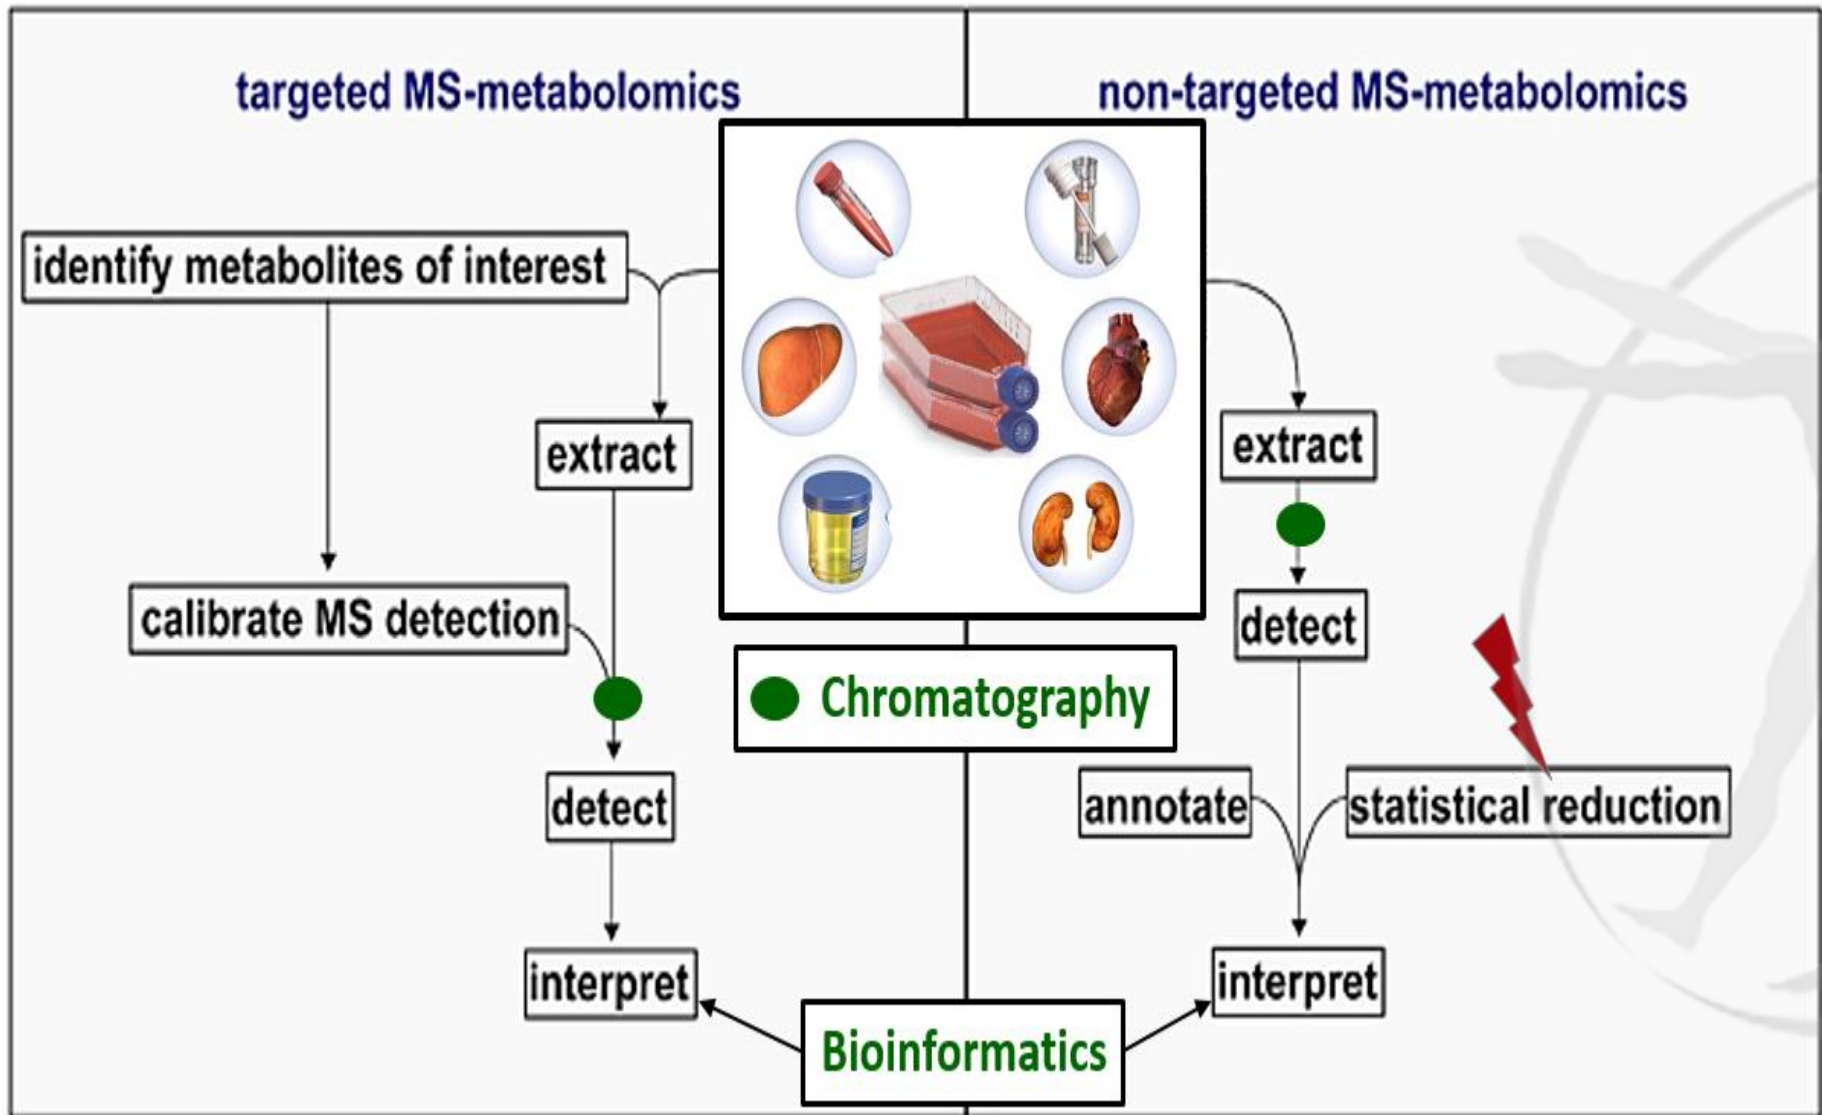 targeted MS-metabolomics
non-targeted MS-metabolomics
identify metabolites of interest
extract
calibrate MS detection
detect
interpret
extract
detect
Chromatography
annotate
statistical reduction
interpret
Bioinformatics